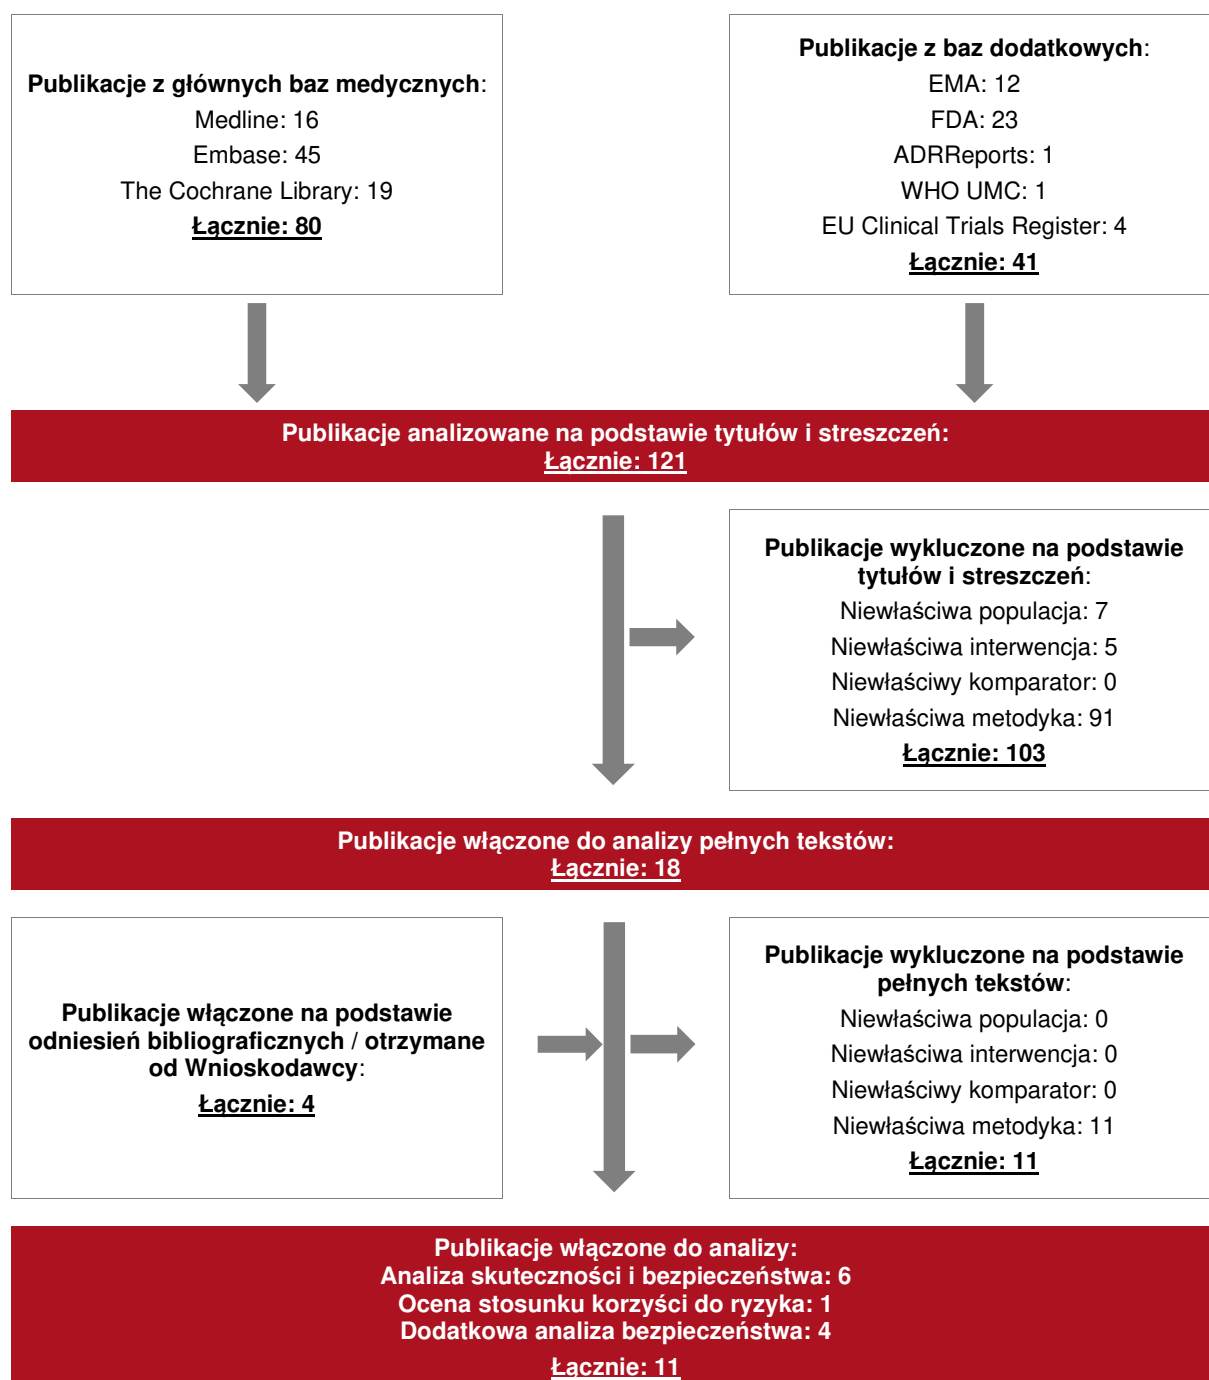 Publikacje z głównych baz medycznych:
Medline: 16
Embase: 45
The Cochrane Library: 19
Łącznie: 80
Publikacje z baz dodatkowych:
EMA: 12
FDA: 23
ADRReports: 1
WHO UMC: 1
EU Clinical Trials Register: 4
Łącznie: 41
Publikacje analizowane na podstawie tytułów i streszczeń:
Łącznie: 121
Publikacje wykluczone na podstawie
tytułów i streszczeń:
Niewłaściwa populacja: 7
Niewłaściwa interwencja: 5
Niewłaściwy komparator: 0
Niewłaściwa metodyka: 91
Łącznie: 103
Publikacje włączone do analizy pełnych tekstów:
Łącznie: 18
Publikacje włączone na podstawie
odniesień bibliograficznych / otrzymane
od Wnioskodawcy:
Łącznie: 4
Publikacje wykluczone na podstawie
pełnych tekstów:
Niewłaściwa populacja: 0
Niewłaściwa interwencja: 0
Niewłaściwy komparator: 0
Niewłaściwa metodyka: 11
Łącznie: 11
Publikacje włączone do analizy:
Analiza skuteczności i bezpieczeństwa: 6
Ocena stosunku korzyści do ryzyka: 1
Dodatkowa analiza bezpieczeństwa: 4
Łącznie: 11